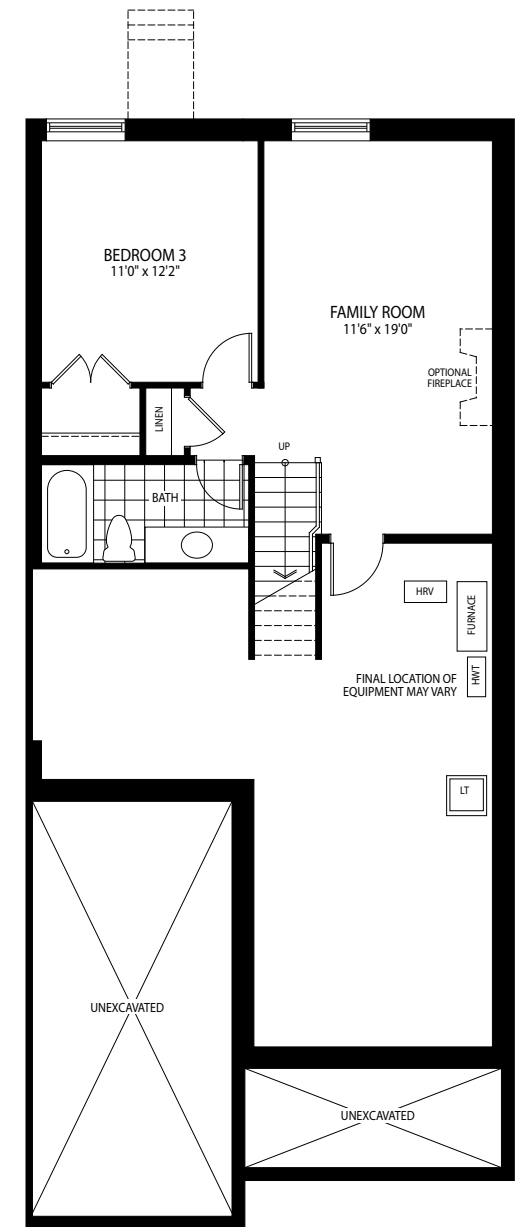 BEDROOM 3
11'0" x 12'2"
FAMILY ROOM
11'6" x 19'0"
OPTIONAL
FIREPLACE
LINEN
UP
BATH
HRV
FURNACE
HWT
FINAL LOCATION OF
EQUIPMENT MAY VARY
LT
UNEXCAVATED
UNEXCAVATED